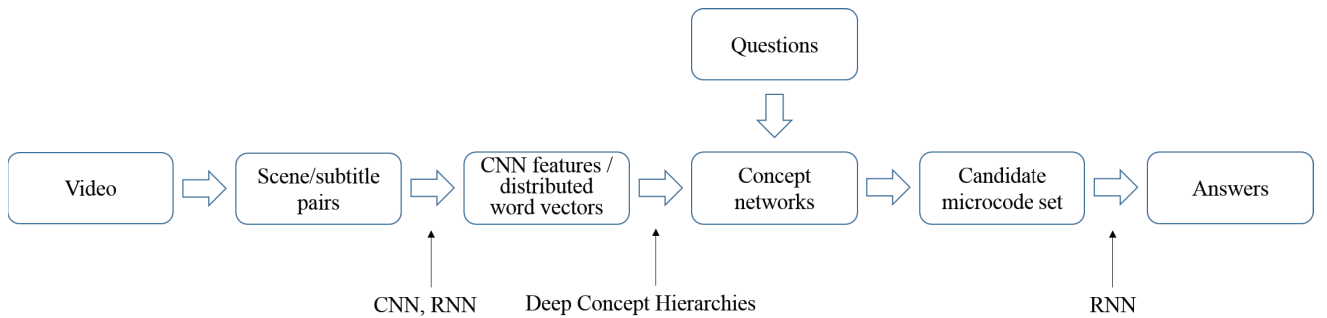 Questions
Video
Scene/subtitle
pairs
CNN features /
distributed
word vectors
Concept
networks
Candidate
microcode set
Answers
CNN, RNN
Deep Concept Hierarchies
RNN